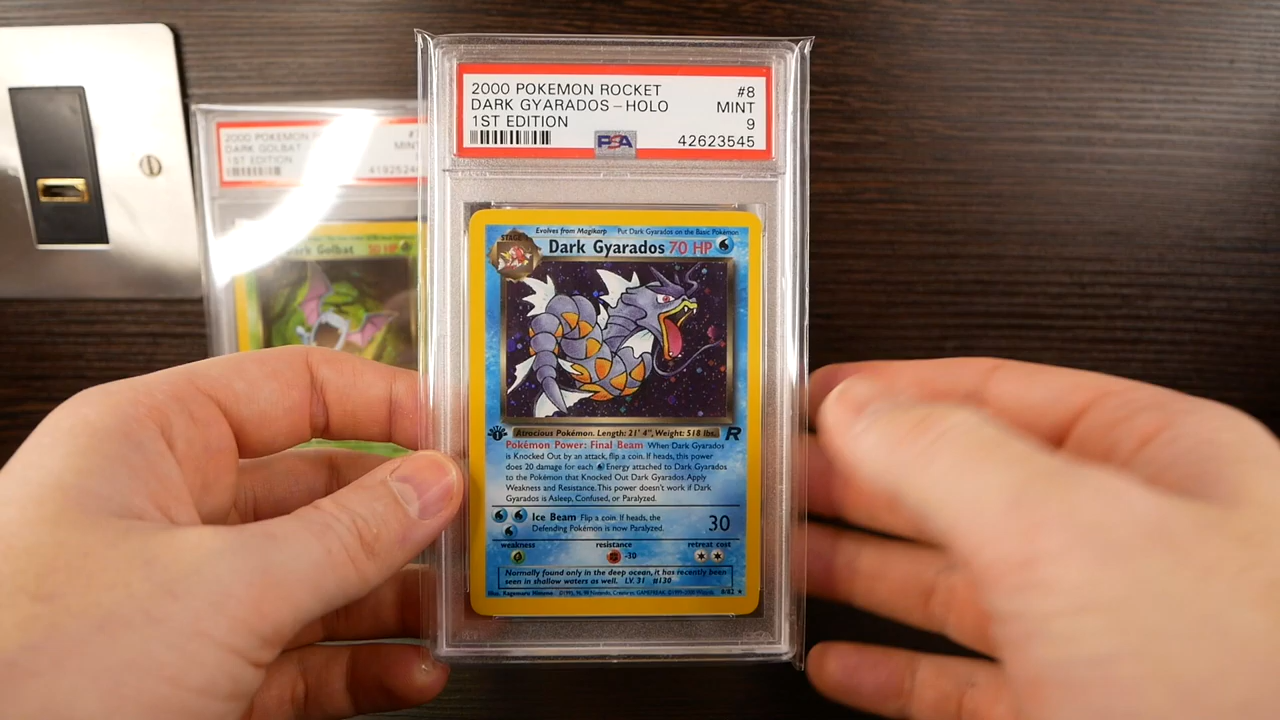 2000 POKEMON ROCKET #8
DARK GYARADOS – HOLO MINT
1ST EDITION 9
PSA 42623545
2000 POKEMON
DARK GOLBAT MINT
1ST EDITION
Golbat 50 HP
Evolves from Magikarp Put Dark Gyarados on the Basic Pokémon
STAGE 1
Dark Gyarados 70 HP
Atrocious Pokémon. Length: 21' 4", Weight: 518 lbs. R
Pokémon Power: Final Beam When Dark Gyarados
is Knocked Out by an attack, flip a coin. If heads, this power
does 20 damage for each Energy attached to Dark Gyarados
to the Pokémon that Knocked Out Dark Gyarados. Apply
Weakness and Resistance. This power doesn't work if Dark
Gyarados is Asleep, Confused, or Paralyzed.
Ice Beam Flip a coin. If heads, the 30
Defending Pokémon is now Paralyzed.
weakness resistance retreat cost
-30
Normally found only in the deep ocean, it has recently been
seen in shallow waters as well. LV. 31 #130
Illus. Kagemaru Himeno ©1995, 96, 98 Nintendo, Creatures, GAMEFREAK. ©1999-2000 Wizards. 8/82